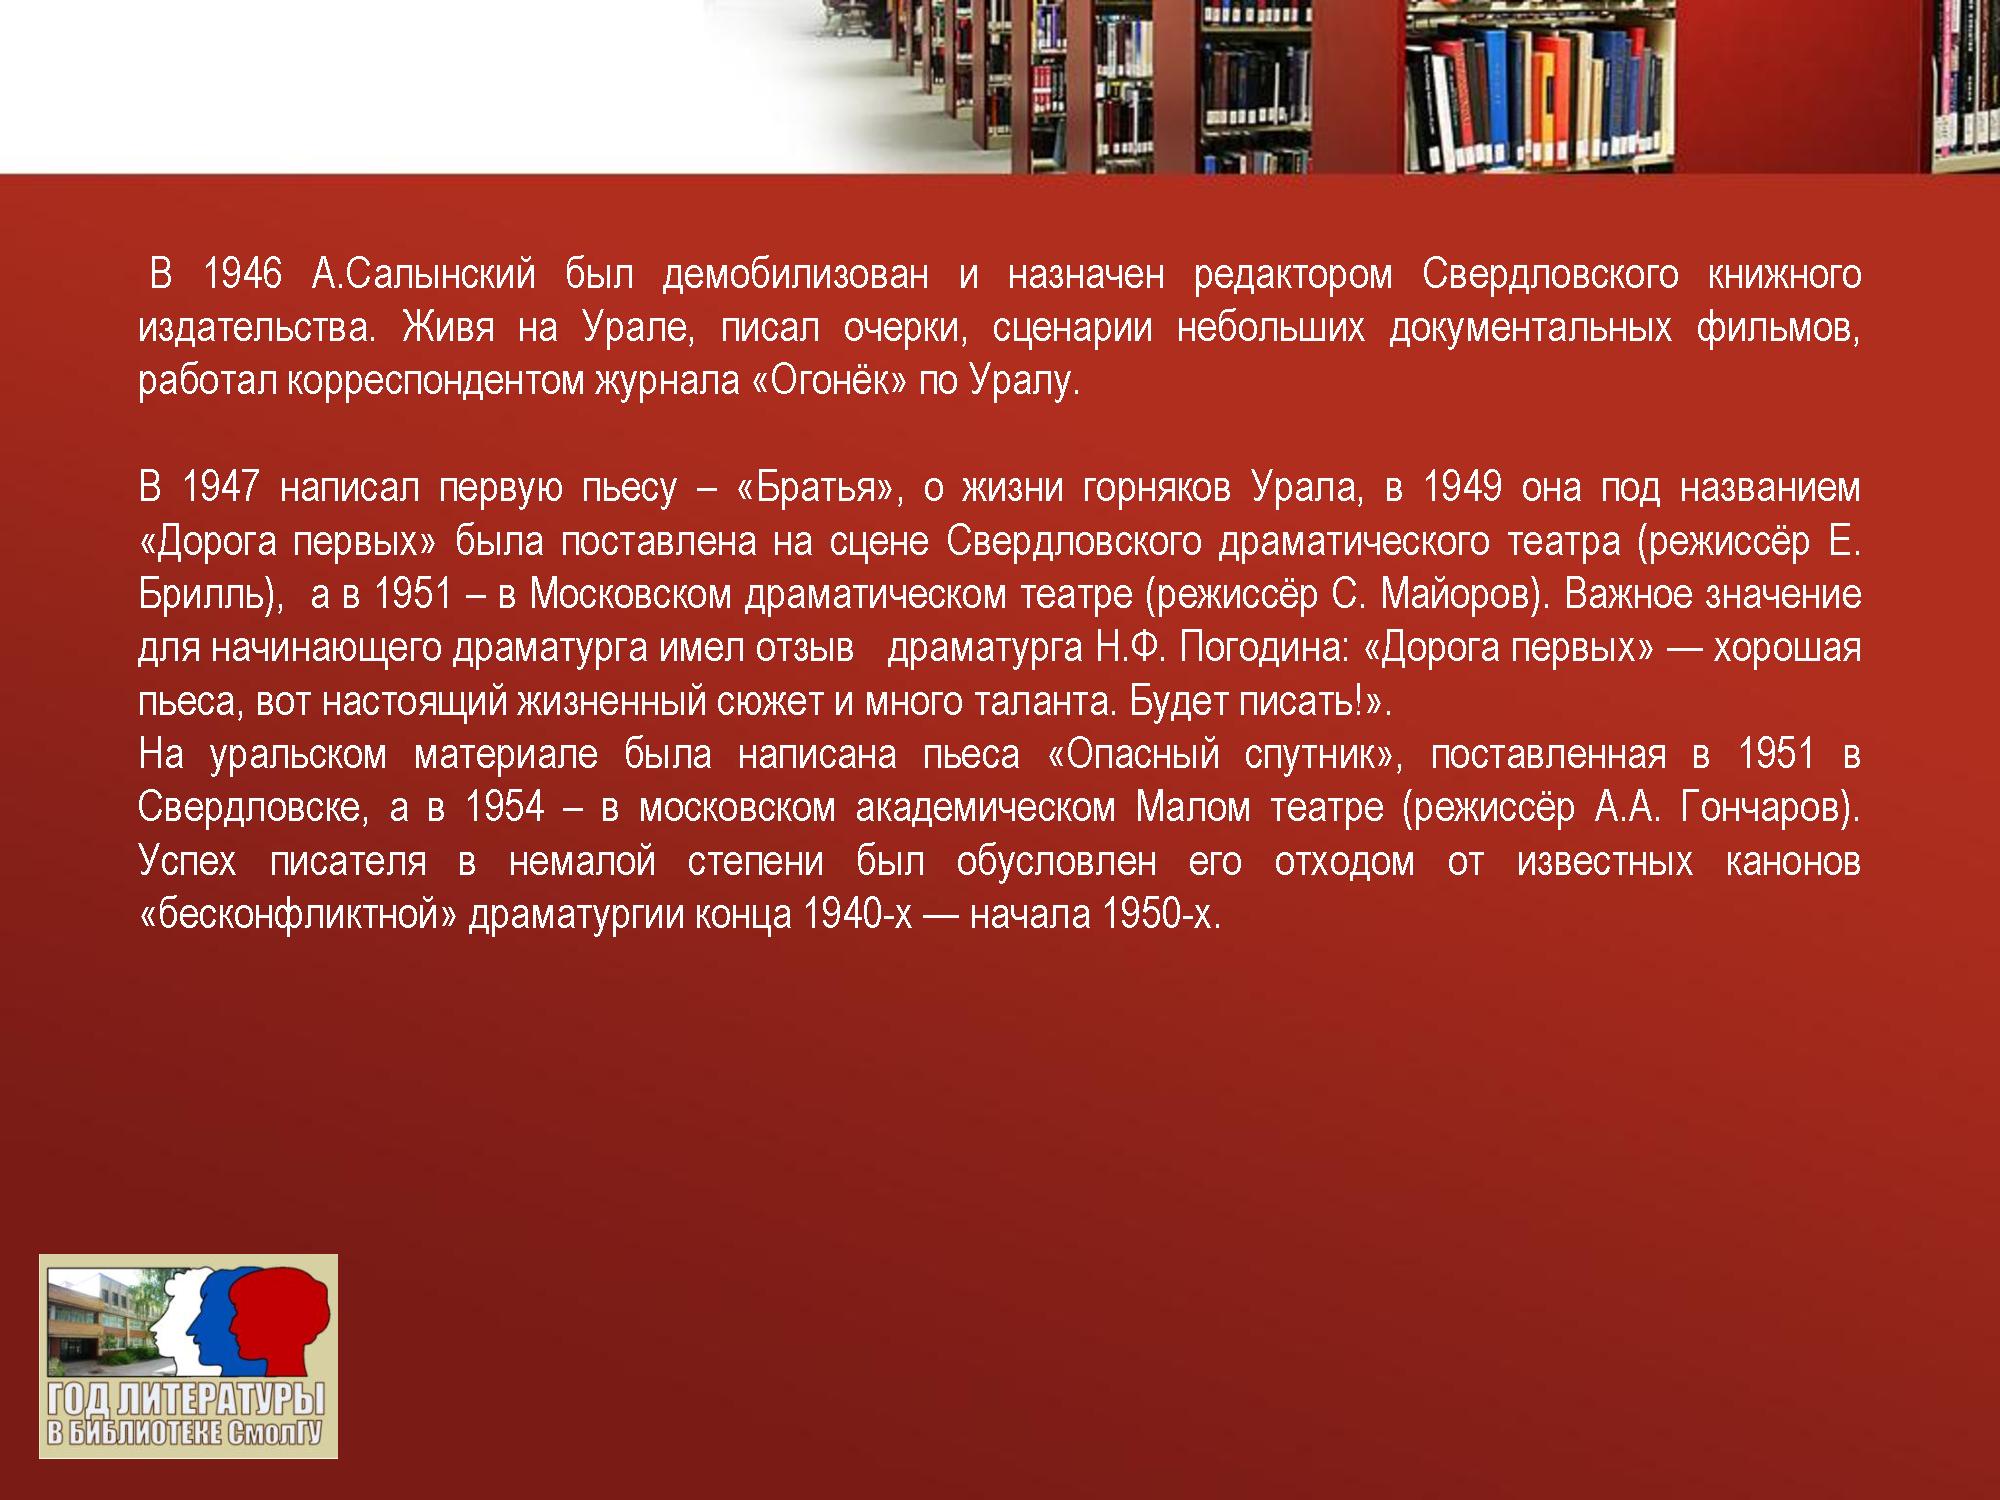 В 1946 А.Салынский был демобилизован и назначен редактором Свердловского книжного
издательства. Живя на Урале, писал очерки, сценарии небольших документальных фильмов,
работал корреспондентом журнала «Огонёк» по Уралу.
В 1947 написал первую пьесу – «Братья», о жизни горняков Урала, в 1949 она под названием
«Дорога первых» была поставлена на сцене Свердловского драматического театра (режиссёр Е.
Брилль), а в 1951 – в Московском драматическом театре (режиссёр С. Майоров). Важное значение
для начинающего драматурга имел отзыв драматурга Н.Ф. Погодина: «Дорога первых» — хорошая
пьеса, вот настоящий жизненный сюжет и много таланта. Будет писать!».
На уральском материале была написана пьеса «Опасный спутник», поставленная в 1951 в
Свердловске, а в 1954 – в московском академическом Малом театре (режиссёр А.А. Гончаров).
Успех писателя в немалой степени был обусловлен его отходом от известных канонов
«бесконфликтной» драматургии конца 1940-х — начала 1950-х.
ГОД ЛИТЕРАТУРЫ
В БИБЛИОТЕКЕ СмолГУ